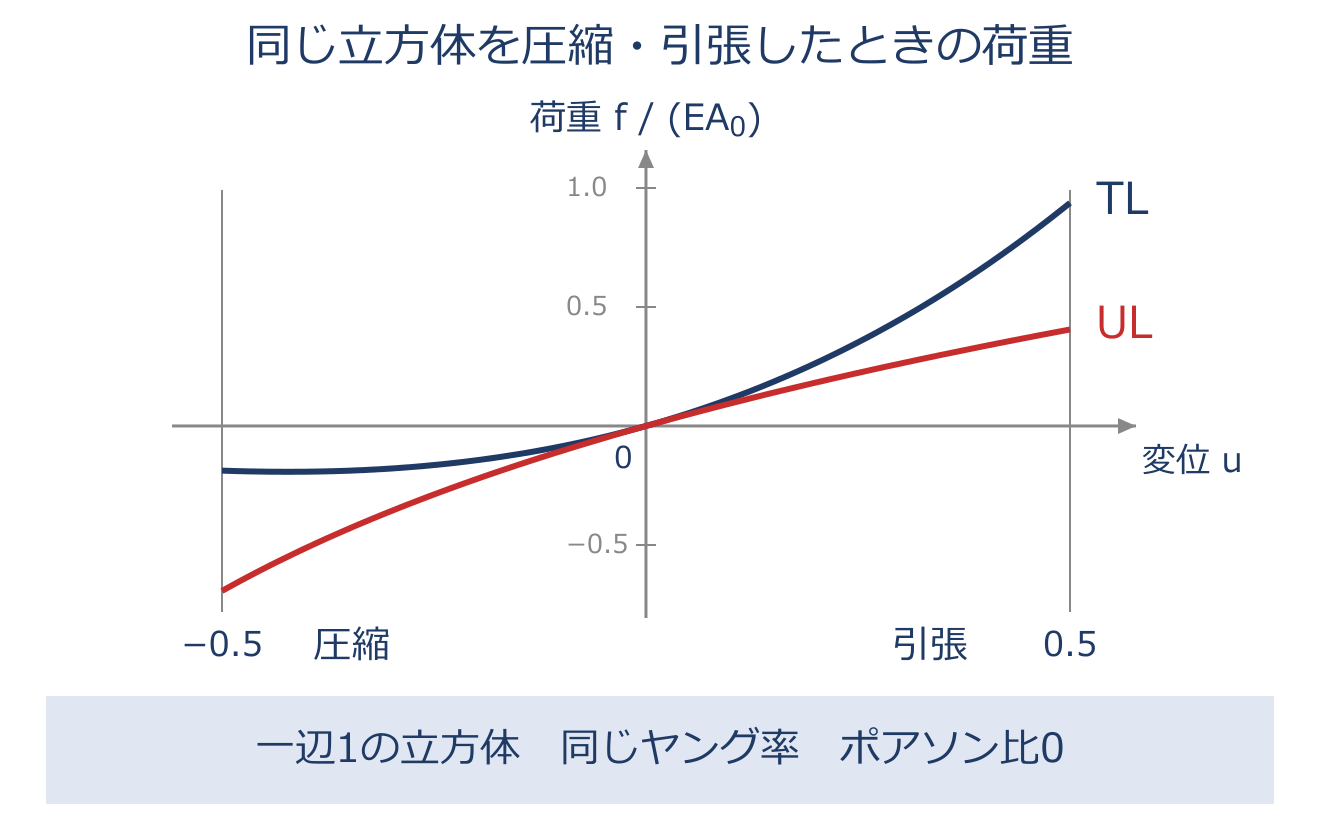 同じ立方体を圧縮・引張したときの荷重
荷重 f / (EA₀)
1.0
TL
0.5
UL
0
変位 u
−0.5
−0.5 圧縮 引張 0.5
一辺1の立方体　同じヤング率　ポアソン比0